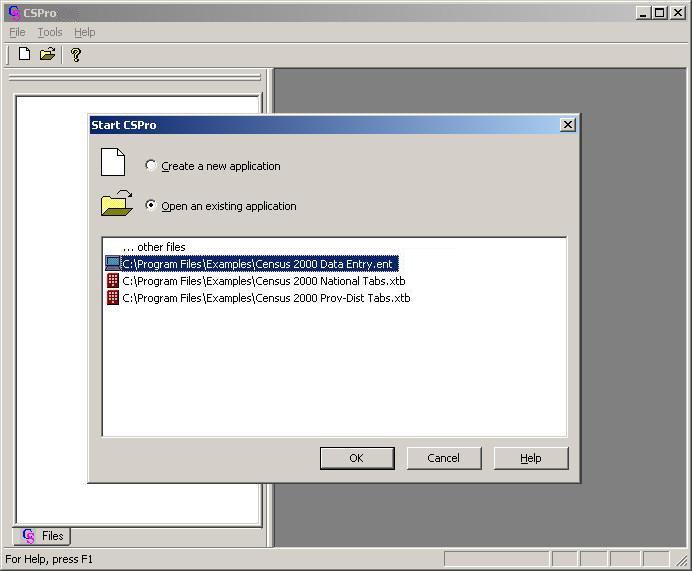 CSPro
File Tools Help
Start CSPro
Create a new application
Open an existing application
... other files
C:\Program Files\Examples\Census 2000 Data Entry.ent
C:\Program Files\Examples\Census 2000 National Tabs.xtb
C:\Program Files\Examples\Census 2000 Prov-Dist Tabs.xtb
OK Cancel Help
Files
For Help, press F1